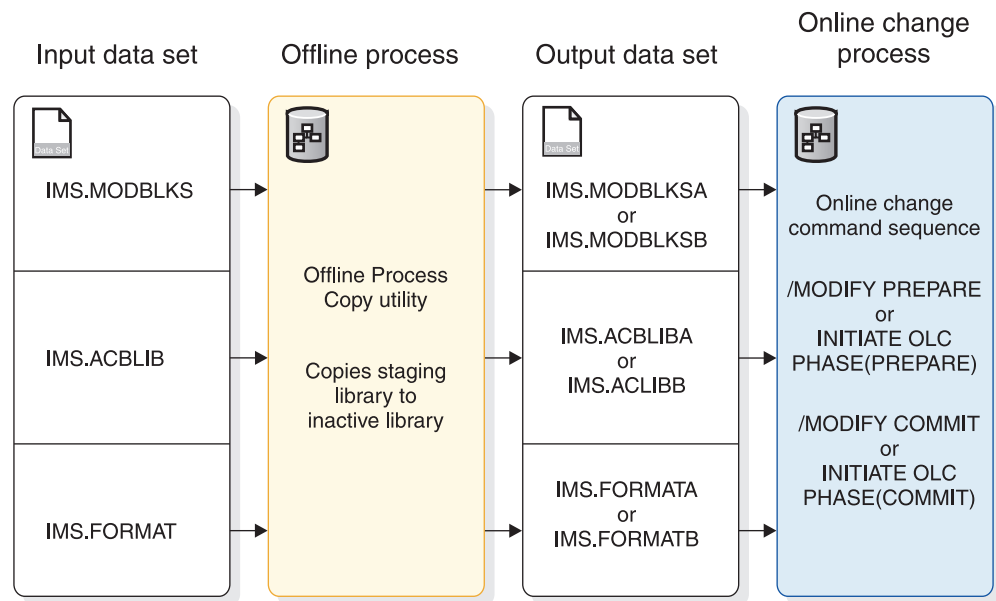 Input data set
Offline process
Output data set
Online change
process
Data Set
IMS.MODBLKS
IMS.ACBLIB
IMS.FORMAT
Offline Process
Copy utility
Copies staging
library to
inactive library
Data Set
IMS.MODBLKSA
or
IMS.MODBLKSB
IMS.ACBLIBA
or
IMS.ACLIBB
IMS.FORMATA
or
IMS.FORMATB
Online change
command sequence
/MODIFY PREPARE
or
INITIATE OLC
PHASE(PREPARE)
/MODIFY COMMIT
or
INITIATE OLC
PHASE(COMMIT)